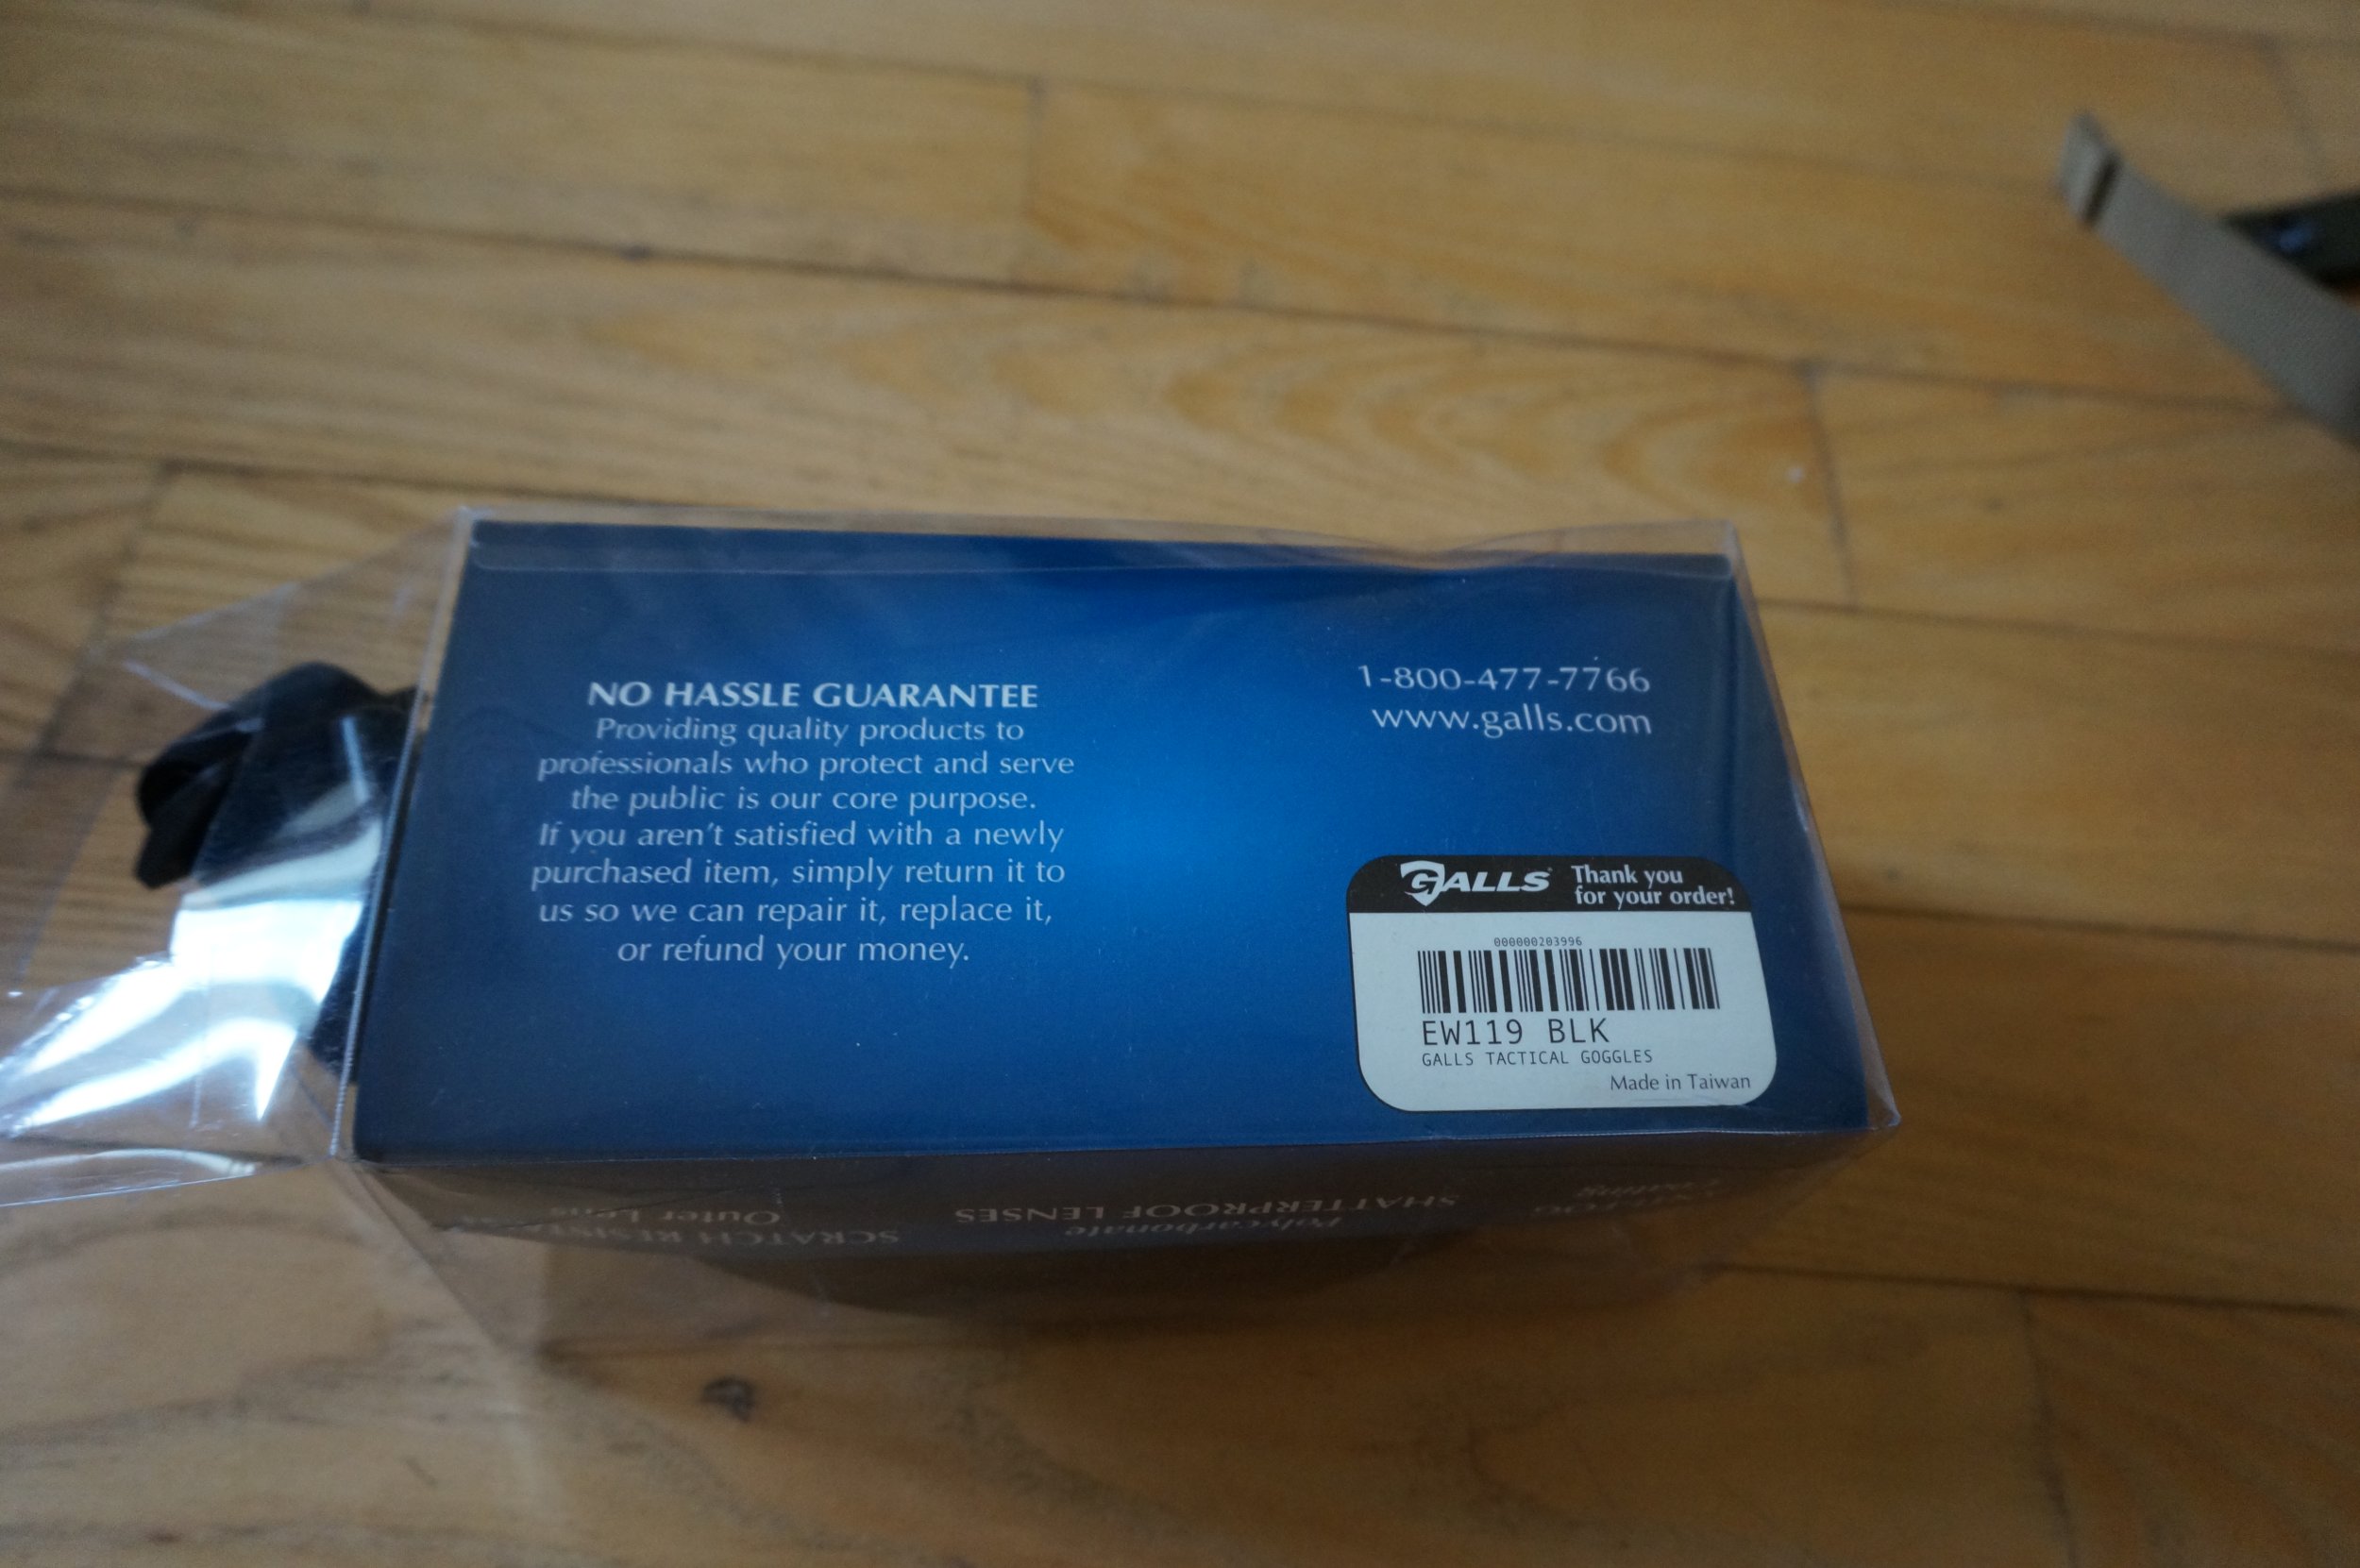 NO HASSLE GUARANTEE
Providing quality products to
professionals who protect and serve
the public is our core purpose.
If you aren't satisfied with a newly
purchased item, simply return it to
us so we can repair it, replace it,
or refund your money.
1-800-477-7766
www.galls.com
GALLS
Thank you
for your order!
000000203996
EW119 BLK
GALLS TACTICAL GOGGLES
Made in Taiwan
Polycarbonate
SHATTERPROOF LENSES
SCRATCH
Outer Lens